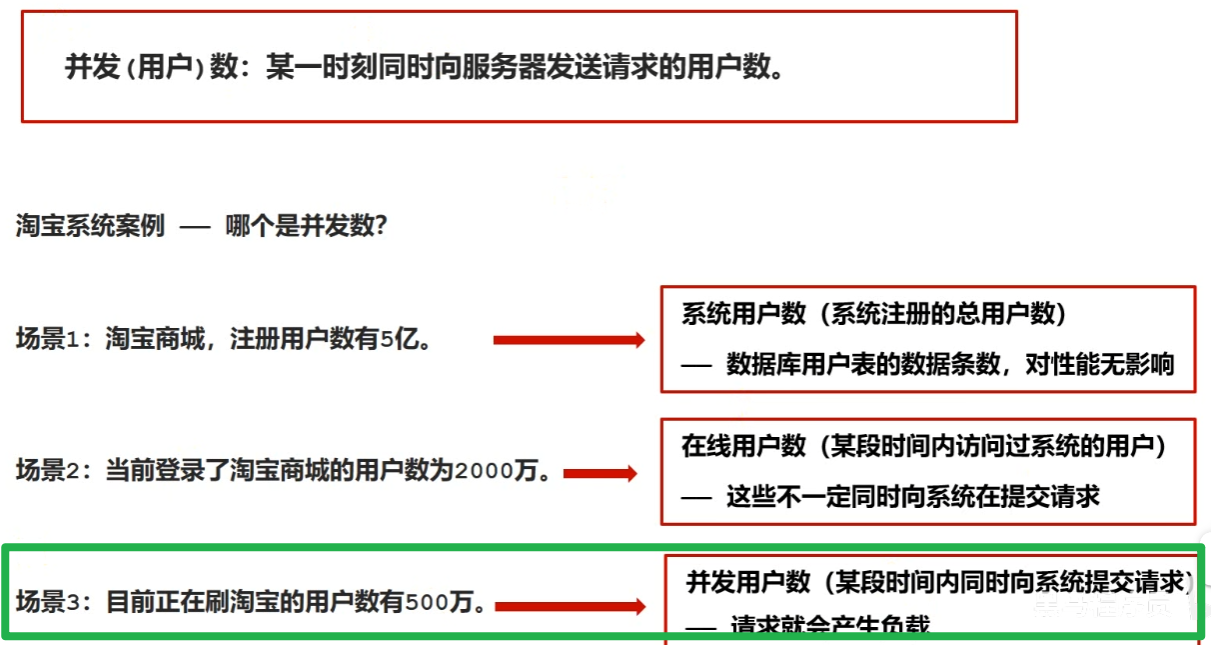 并发(用户)数：某一时刻同时向服务器发送请求的用户数。
淘宝系统案例 — 哪个是并发数？
场景1：淘宝商城，注册用户数有5亿。
系统用户数（系统注册的总用户数）
— 数据库用户表的数据条数，对性能无影响
场景2：当前登录了淘宝商城的用户数为2000万。
在线用户数（某段时间内访问过系统的用户）
— 这些不一定同时向系统在提交请求
场景3：目前正在刷淘宝的用户数有500万。
并发用户数（某段时间内同时向系统提交请求）
— 请求就会产生负载